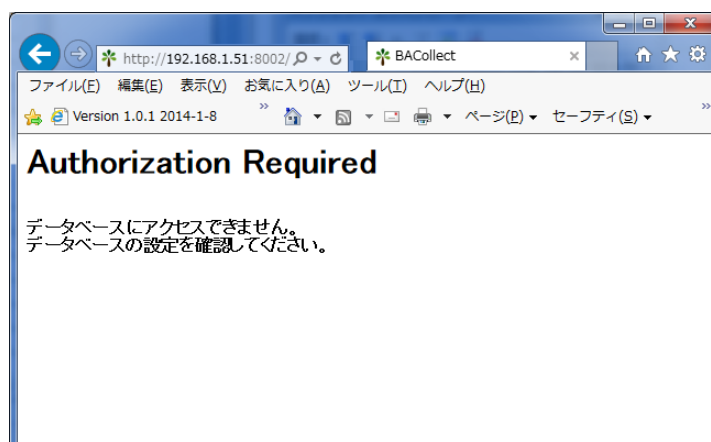 http://192.168.1.51:8002/
BACollect
ファイル(F) 編集(E) 表示(V) お気に入り(A) ツール(T) ヘルプ(H)
Version 1.0.1 2014-1-8
ページ(P) セーフティ(S)
Authorization Required
データベースにアクセスできません。
データベースの設定を確認してください。